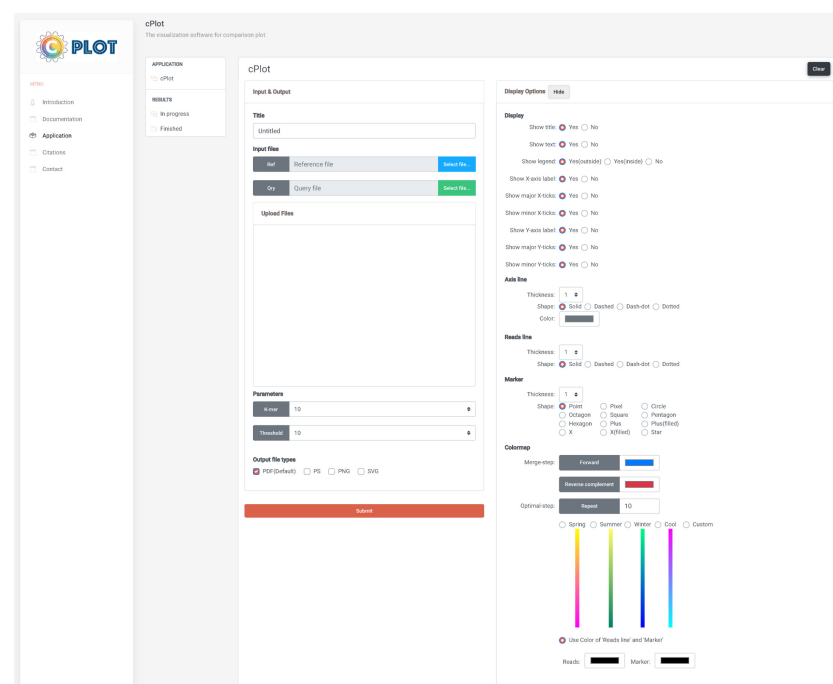 PLOT
MENU
Introduction
Documentation
Application
Citations
Contact
cPlot
The visualization software for comparison plot
APPLICATION
cPlot
RESULTS
In progress
Finished
cPlot
Clear
Input & Output
Title
Untitled
Input files
Ref Reference file Select file...
Qry Query file Select file...
Upload Files
Parameters
K-mer 10
Threshold 10
Output file types
PDF(Default) PS PNG SVG
Submit
Display Options Hide
Display
Show title: Yes No
Show text: Yes No
Show legend: Yes(outside) Yes(inside) No
Show X-axis label: Yes No
Show major X-ticks: Yes No
Show minor X-ticks: Yes No
Show Y-axis label: Yes No
Show major Y-ticks: Yes No
Show minor Y-ticks: Yes No
Axis line
Thickness: 1
Shape: Solid Dashed Dash-dot Dotted
Color:
Reads line
Thickness: 1
Shape: Solid Dashed Dash-dot Dotted
Marker
Thickness: 1
Shape: Point Pixel Circle
Octagon Square Pentagon
Hexagon Plus Plus(filled)
X X(filled) Star
Colormap
Merge-step: Forward
Reverse complement
Optimal-step: Repeat 10
Spring Summer Winter Cool Custom
Use Color of 'Reads line' and 'Marker'
Reads: Marker: